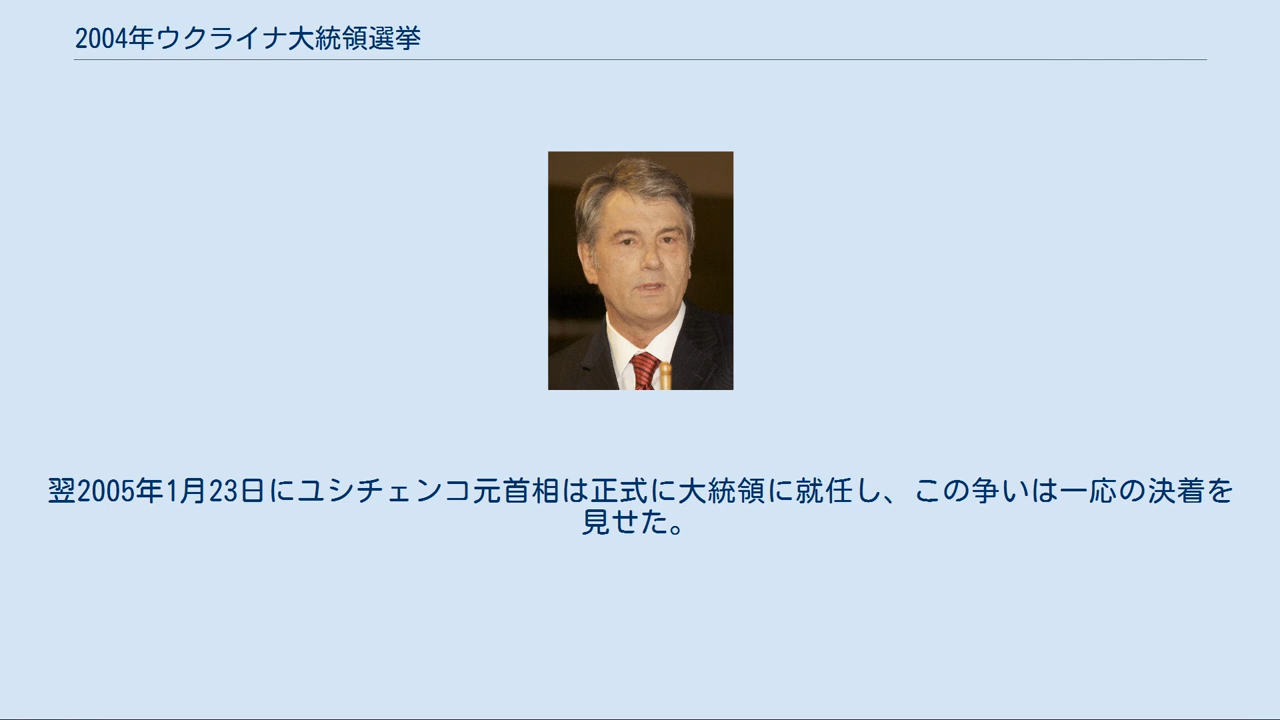 2004年ウクライナ大統領選挙
翌2005年1月23日にユシチェンコ元首相は正式に大統領に就任し、この争いは一応の決着を
見せた。